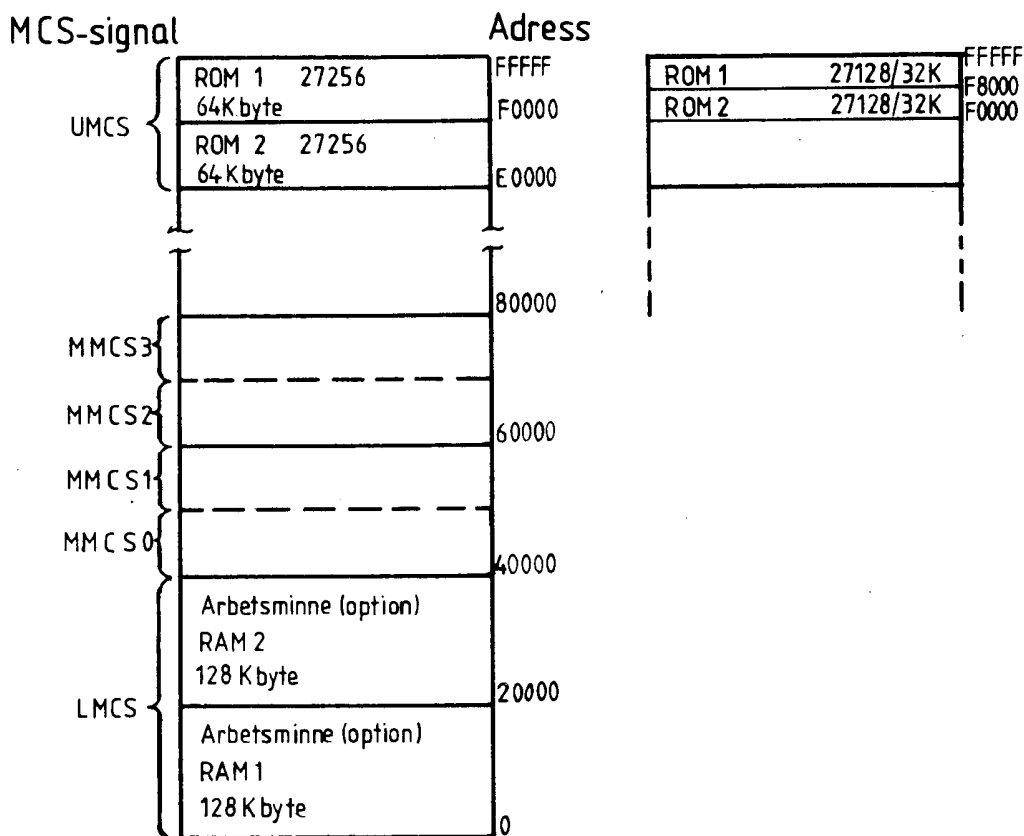 MCS-signal
Adress
ROM 1 27256
64K byte
FFFFF
F0000
UMCS
ROM 2 27256
64Kbyte
E0000
ROM 1 27128/32K
FFFFF
F8000
ROM 2 27128/32K
F0000
80000
MMCS3
MMCS2
60000
MMCS1
MMCS0
40000
Arbetsminne (option)
RAM 2
128 Kbyte
20000
LMCS
Arbetsminne (option)
RAM 1
128 Kbyte
0